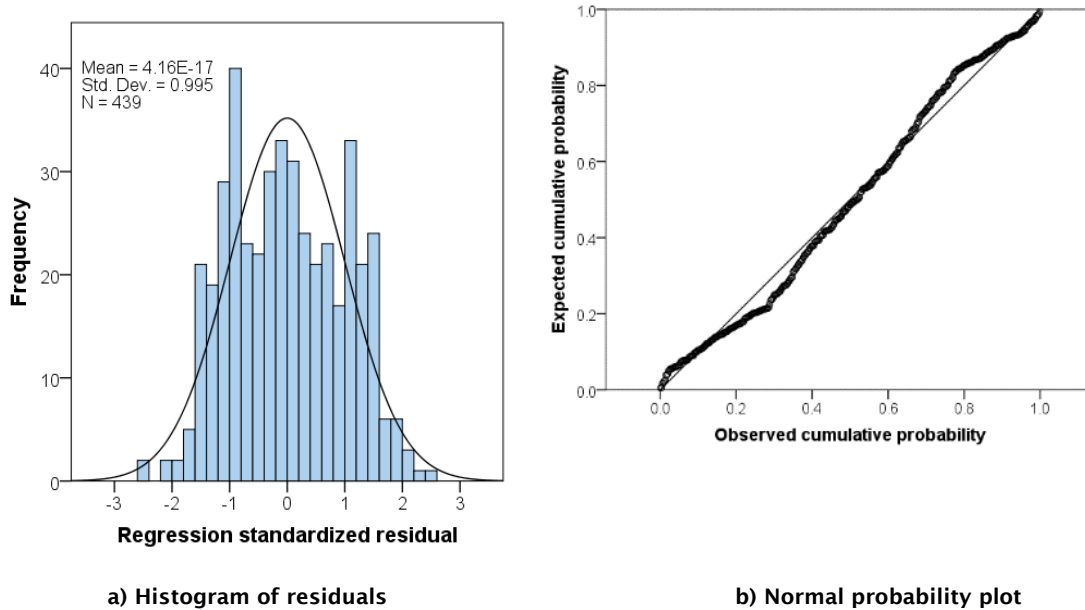 Mean = 4.16E-17
Std. Dev. = 0.995
N = 439
Frequency
40
30
20
10
0
-3 -2 -1 0 1 2 3
Regression standardized residual
a) Histogram of residuals
Expected cumulative probability
1.0
0.8
0.6
0.4
0.2
0.0
0.0 0.2 0.4 0.6 0.8 1.0
Observed cumulative probability
b) Normal probability plot